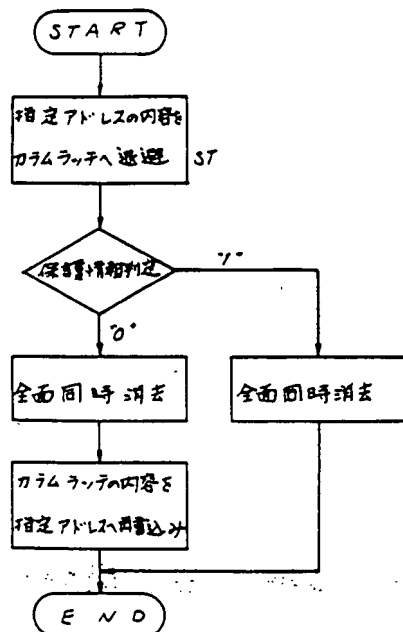 START
指定アドレスの内容を
カラムラッチへ退避
ST
保護情報判定
"1"
"0"
全面同時消去
全面同時消去
カラムラッチの内容を
指定アドレスへ再書込み
END